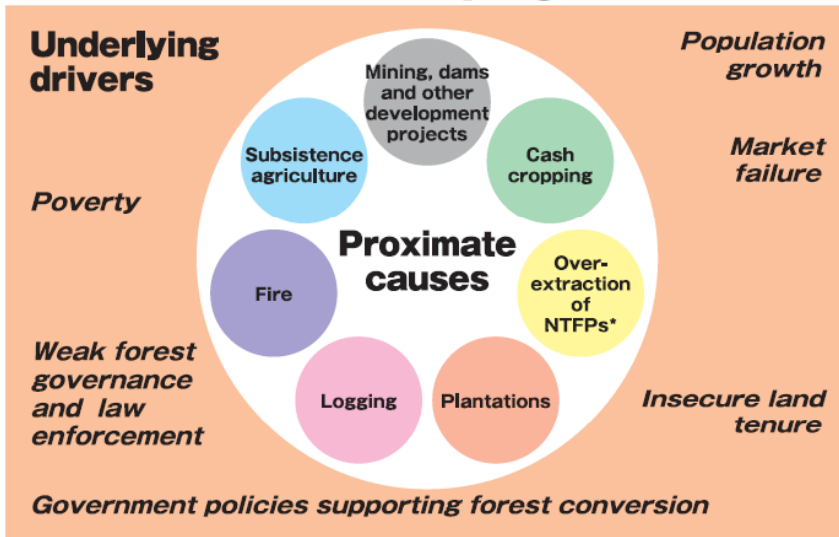 Underlying
drivers
Population
growth
Mining, dams
and other
development
projects
Subsistence
agriculture
Cash
cropping
Market
failure
Poverty
Proximate
causes
Fire
Over-
extraction
of
NTFPs*
Weak forest
governance
and law
enforcement
Logging
Plantations
Insecure land
tenure
Government policies supporting forest conversion